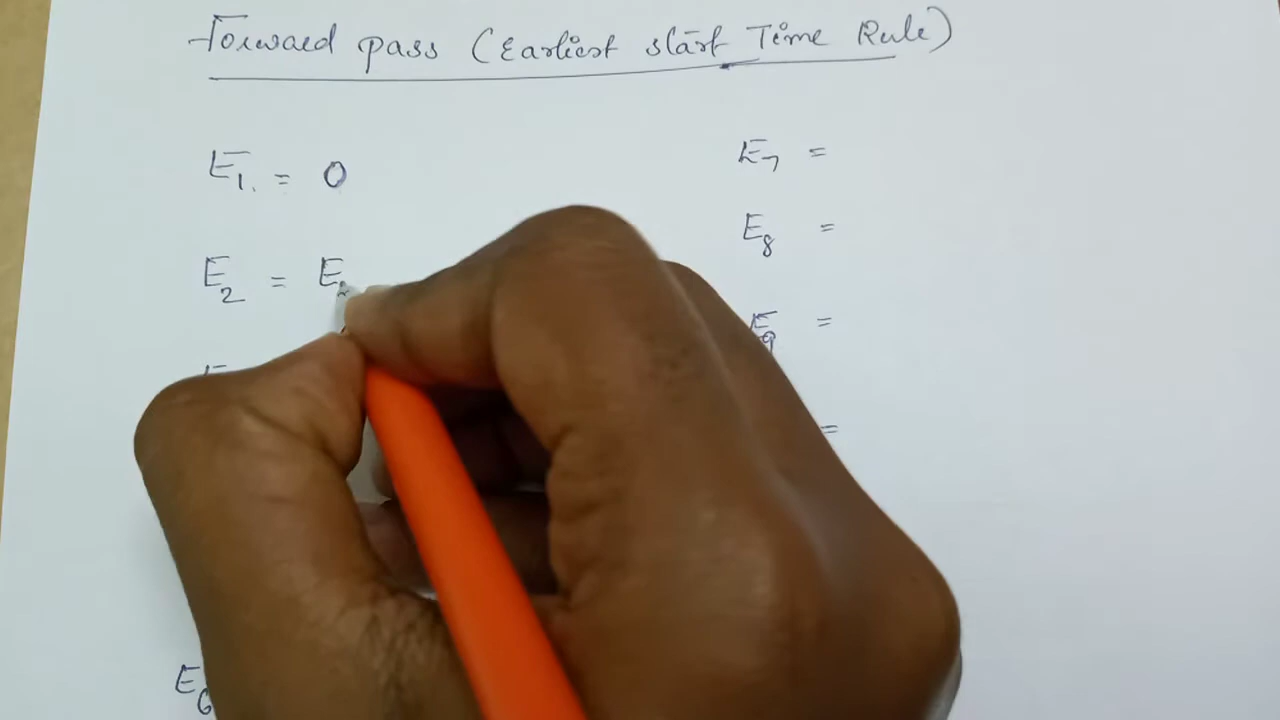 Forward pass (Earliest start Time Rule)
E1. = 0
E2 = E
E6
E7 =
E8 =
E9 =
=